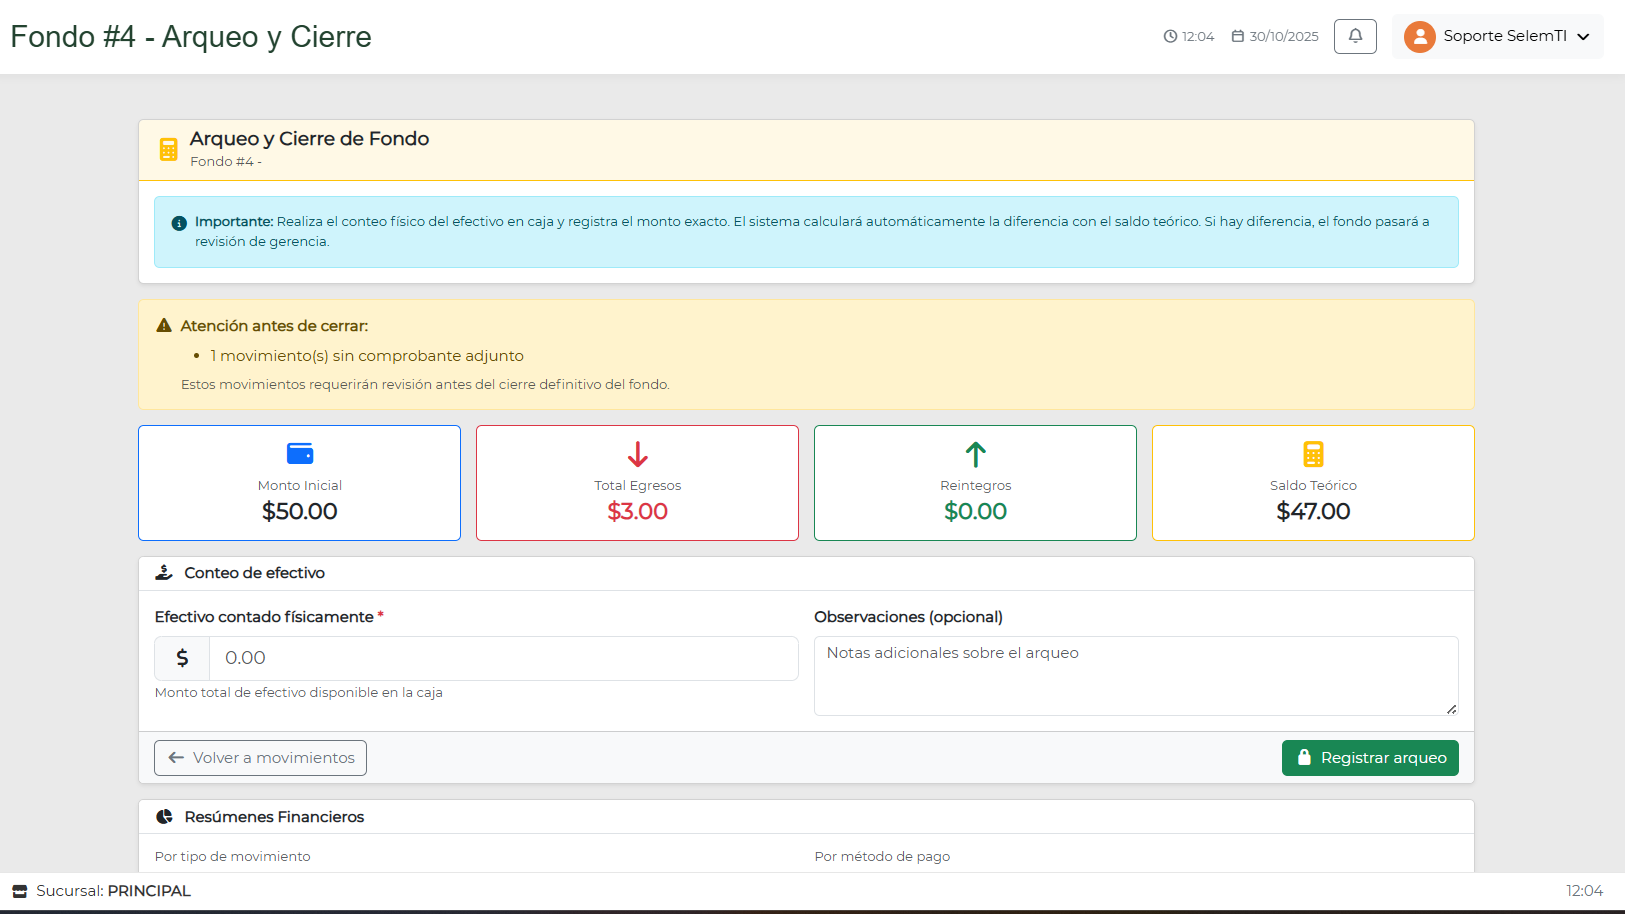 Fondo #4 - Arqueo y Cierre
12:04
30/10/2025
Soporte SelemTI
Arqueo y Cierre de Fondo
Fondo #4 -
Importante: Realiza el conteo físico del efectivo en caja y registra el monto exacto. El sistema calculará automáticamente la diferencia con el saldo teórico. Si hay diferencia, el fondo pasará a
revisión de gerencia.
Atención antes de cerrar:
• 1 movimiento(s) sin comprobante adjunto
Estos movimientos requerirán revisión antes del cierre definitivo del fondo.
Monto Inicial
$50.00
Total Egresos
$3.00
Reintegros
$0.00
Saldo Teórico
$47.00
Conteo de efectivo
Efectivo contado físicamente *
$ 0.00
Monto total de efectivo disponible en la caja
Observaciones (opcional)
Notas adicionales sobre el arqueo
Volver a movimientos
Registrar arqueo
Resúmenes Financieros
Por tipo de movimiento
Por método de pago
Sucursal: PRINCIPAL
12:04